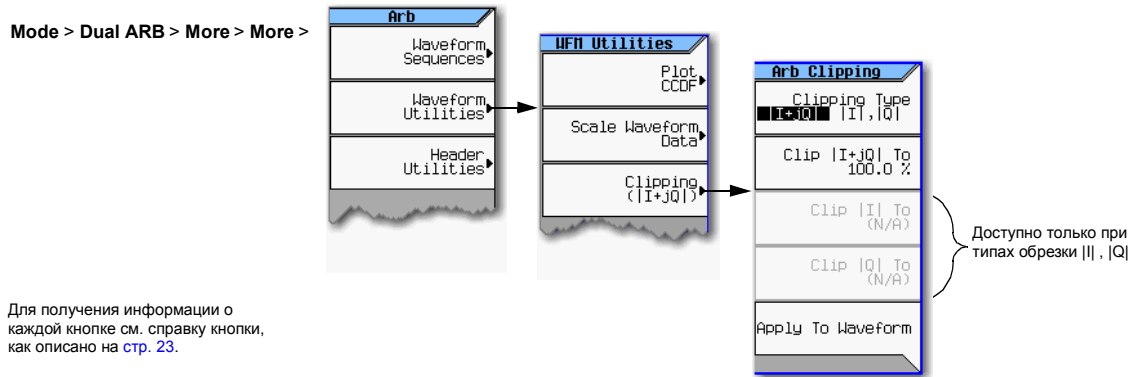 Mode > Dual ARB > More > More >
Arb
Waveform
Sequences
Waveform
Utilities
Header
Utilities
WFM Utilities
Plot
CCDF
Scale Waveform
Data
Clipping
(|I+jQ|)
Arb Clipping
Clipping Type
|I+jQ| |I|,|Q|
Clip |I+jQ| To
100.0 %
Clip |I| To
(N/A)
Clip |Q| To
(N/A)
Apply To Waveform
Доступно только при
типах обрезки |I| , |Q|
Для получения информации о
каждой кнопке см. справку кнопки,
как описано на стр. 23.